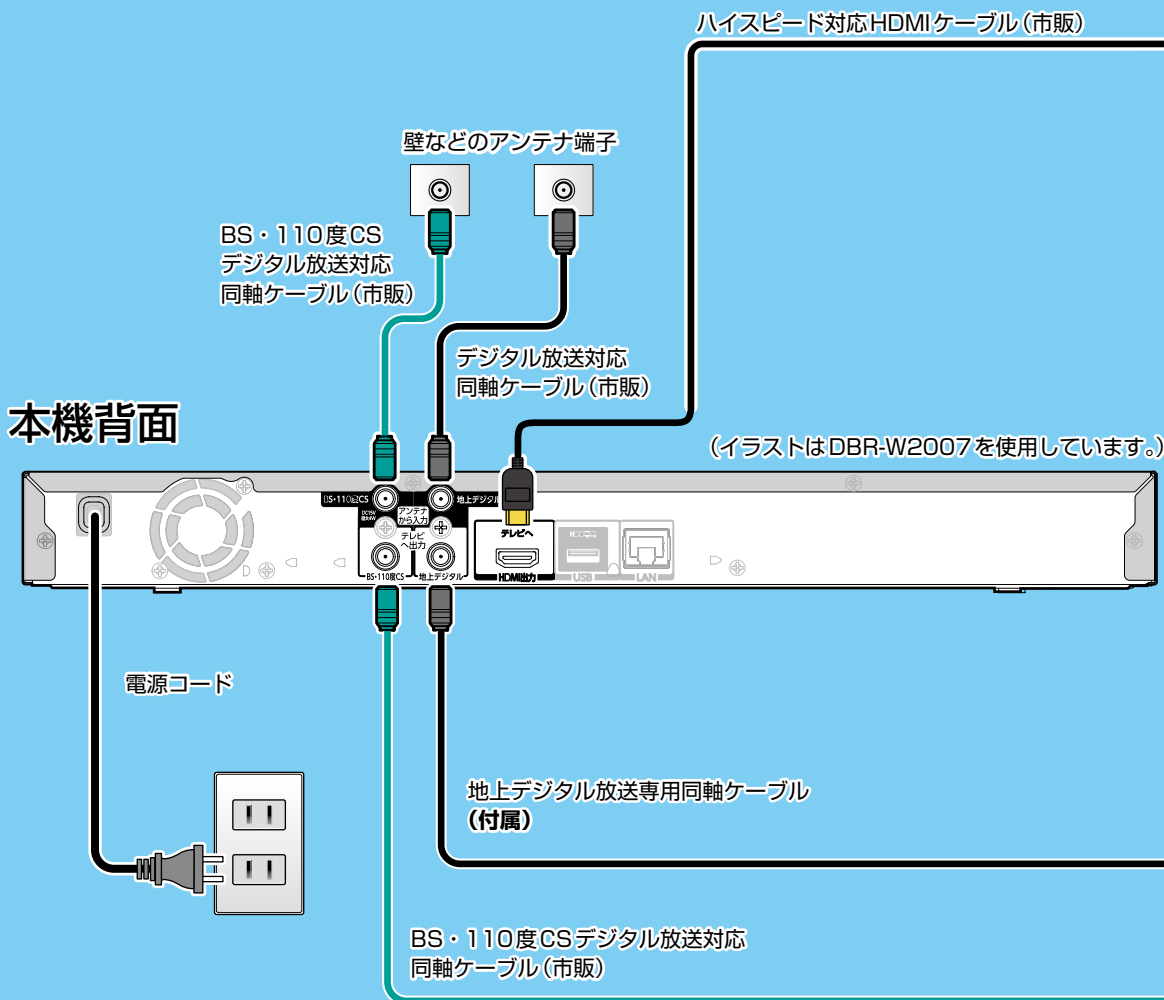 ハイスピード対応HDMIケーブル(市販)
壁などのアンテナ端子
BS・110度CS
デジタル放送対応
同軸ケーブル(市販)
デジタル放送対応
同軸ケーブル(市販)
本機背面
(イラストはDBR-W2007を使用しています。)
BS・110度CS
地上デジタル
DC15V
最大4W
アンテナ
から入力
テレビ
へ出力
BS・110度CS
地上デジタル
テレビへ
HDMI出力
USB
LAN
電源コード
地上デジタル放送専用同軸ケーブル
(付属)
BS・110度CSデジタル放送対応
同軸ケーブル(市販)